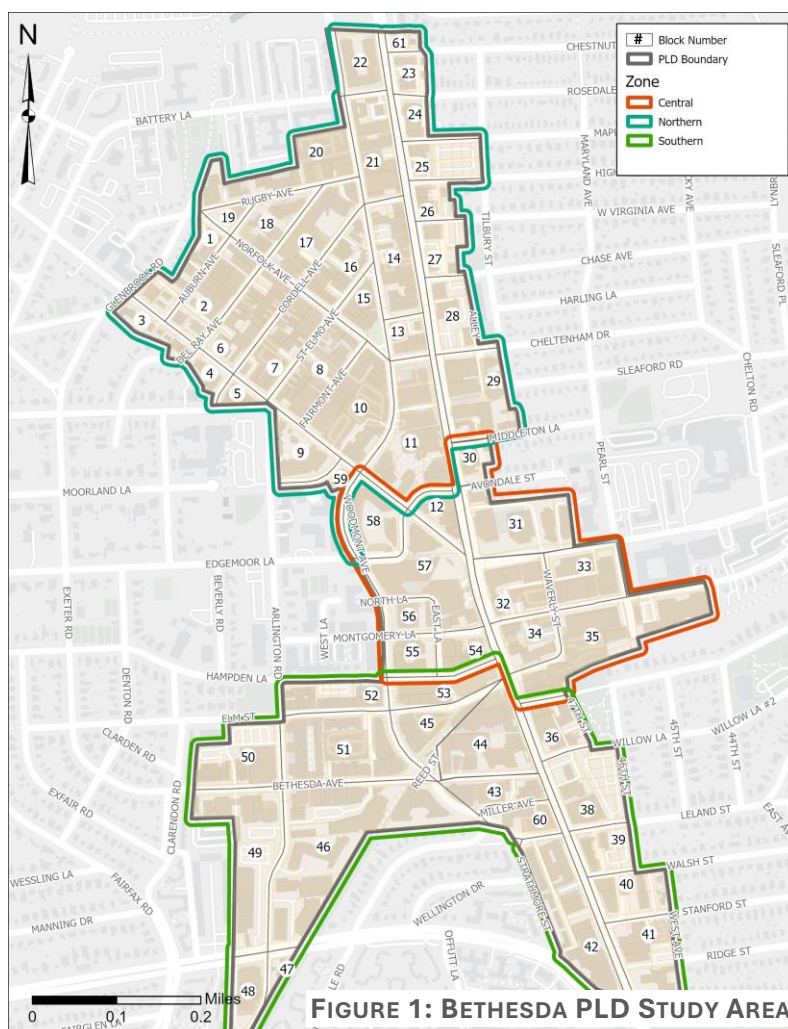 N
# Block Number
PLD Boundary
Zone
Central
Northern
Southern
CHESTNUT
ROSEDALE
BATTERY LA
MARYLAND AVE
W VIRGINIA AVE
TILBURY ST
CHASE AVE
SLEAFORD PL
HARLING LA
CHELTENHAM DR
SLEAFORD RD
CHELTON RD
ALLEY
MIDDLETON LA
PEARL ST
AVONDALE ST
RUGBY AVE
NORFOLK AVE
AUBURN AVE
CORDELL AVE
GLENBROOK RD
DEL RAY AVE
ST ELMO AVE
FAIRMONT AVE
MOORLAND LA
WOODMONT AVE
EDGEMOOR LA
EXETER RD
BEVERLY RD
ARLINGTON RD
WEST LA
NORTH LA
EAST LA
MONTGOMERY LA
WAVERLY ST
HAMPDEN LA
DENTON RD
ELM ST
CLARDEN RD
EXFAIR RD
CLARENDON RD
BETHESDA AVE
REED ST
MILLER AVE
47TH ST
WILLOW LA
WILLOW LA #2
46TH ST
45TH ST
44TH ST
LELAND ST
WALSH ST
STANFORD ST
WEST AVE
RIDGE ST
WESSLING LA
FAIRFAX RD
MANNING DR
WELLINGTON DR
OFFUTT LA
STRATHMORE ST
61
22
23
24
20
21
25
19
18
26
1
17
16
14
27
2
15
3
13
28
6
4
7
8
5
29
10
9
11
30
59
12
58
31
57
33
32
56
34
35
55
54
52
53
45
36
50
51
44
43
38
60
39
49
46
40
41
42
47
48
0 0.1 0.2 Miles
FIGURE 1: BETHESDA PLD STUDY AREA